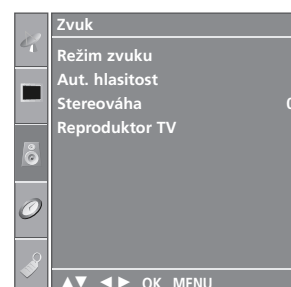 Zvuk
Režim zvuku
Aut. hlasitost
Stereováha 0
Reproduktor TV
▲▼ ◄► OK MENU